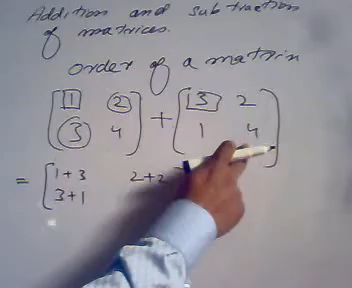 Addition and subtraction
of matrices.
order of a matrix
[1 2 + [3 2
3 4] 1 4]
= [1+3 2+2
3+1